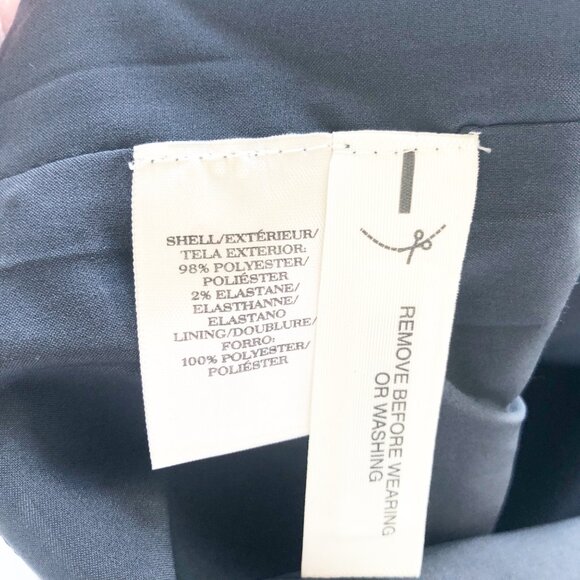 SHELL/EXTÉRIEUR/
TELA EXTERIOR:
98% POLYESTER/
POLIÉSTER
2% ELASTANE/
ELASTHANNE/
ELASTANO
LINING/DOUBLURE/
FORRO:
100% POLYESTER/
POLIÉSTER
REMOVE BEFORE WEARING
OR WASHING